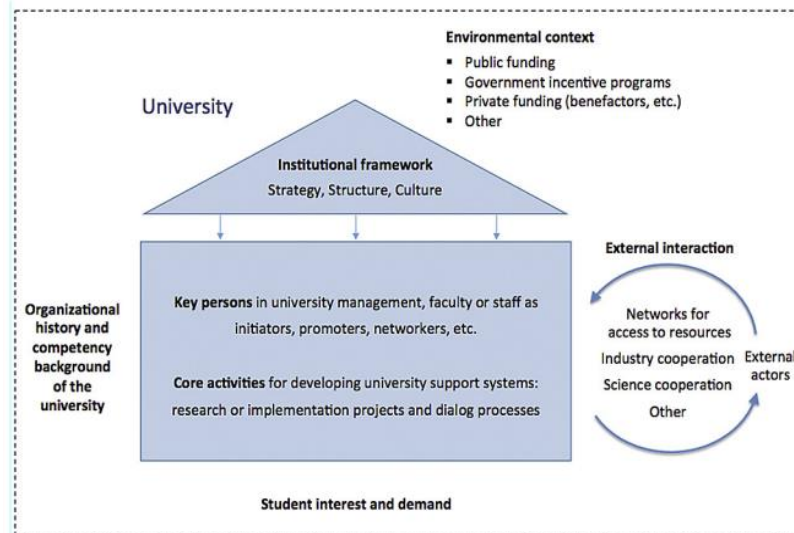 Environmental context
▪ Public funding
▪ Government incentive programs
▪ Private funding (benefactors, etc.)
▪ Other
University
Institutional framework
Strategy, Structure, Culture
Organizational
history and
competency
background
of the
university
Key persons in university management, faculty or staff as
initiators, promoters, networkers, etc.
Core activities for developing university support systems:
research or implementation projects and dialog processes
External interaction
Networks for
access to resources
Industry cooperation
Science cooperation
Other
External
actors
Student interest and demand